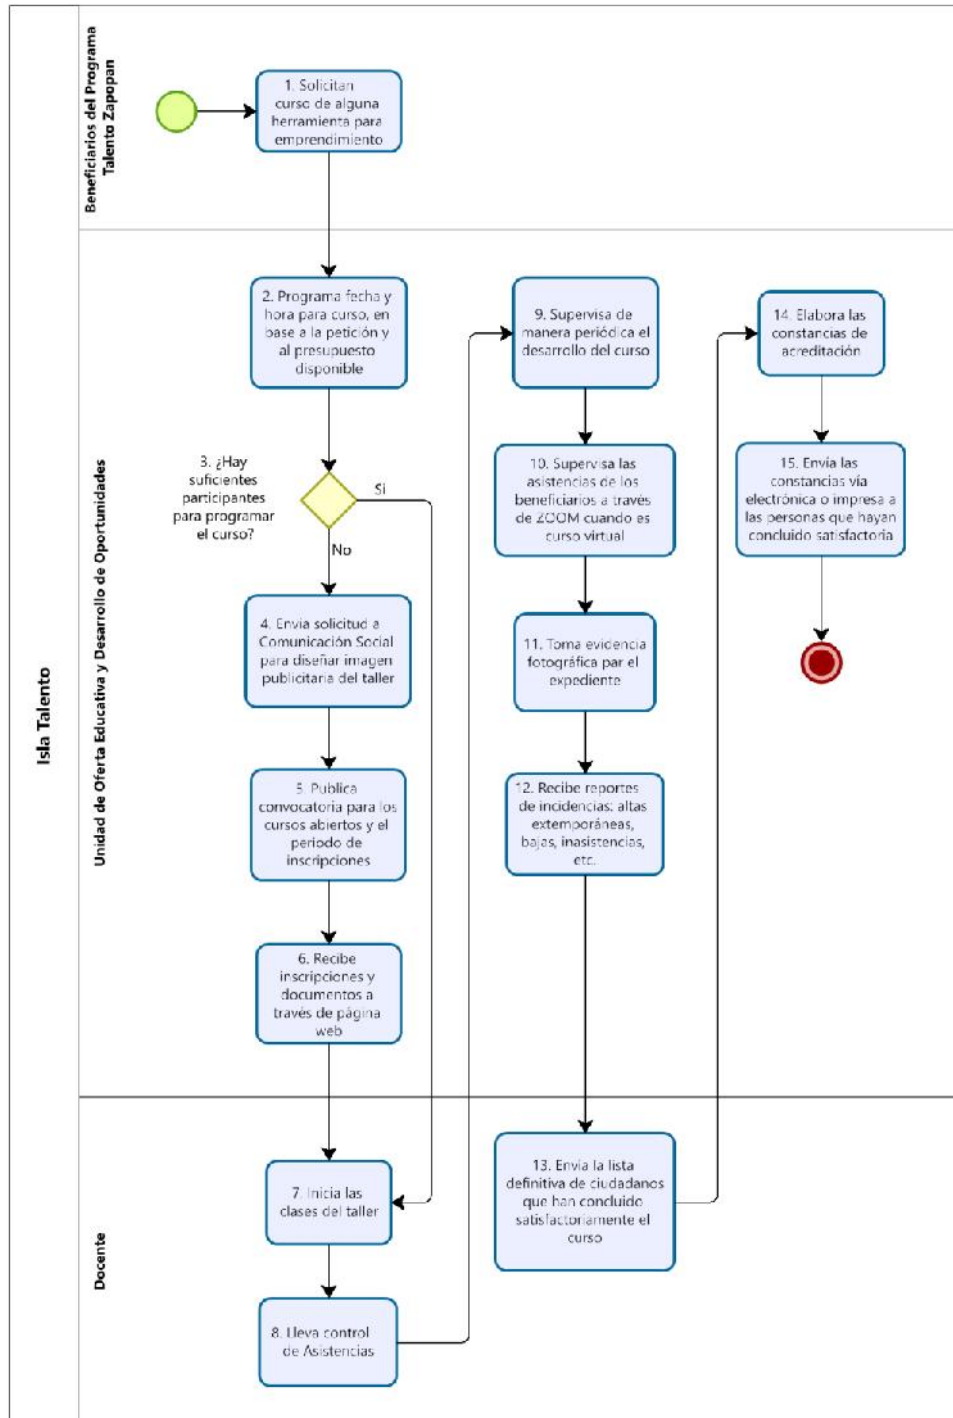 Isla Talento
Beneficiarios del Programa
Talento Zapopan
1. Solicitan
curso de alguna
herramienta para
emprendimiento
Unidad de Oferta Educativa y Desarrollo de Oportunidades
2. Programa fecha y
hora para curso, en
base a la petición y
al presupuesto
disponible
3. ¿Hay
suficientes
participantes
para programar
el curso?
Si
No
4. Envia solicitud a
Comunicación Social
para diseñar imagen
publicitaria del taller
5. Publica
convocatoria para los
cursos abiertos y el
periodo de
inscripciones
6. Recibe
inscripciones y
documentos a
través de página
web
9. Supervisa de
manera periódica el
desarrollo del curso
10. Supervisa las
asistencias de los
beneficiarios a través
de ZOOM cuando es
curso virtual
11. Toma evidencia
fotográfica par el
expediente
12. Recibe reportes
de incidencias: altas
extemporáneas,
bajas, inasistencias,
etc.
14. Elabora las
constancias de
acreditación
15. Envía las
constancias vía
electrónica o impresa a
las personas que hayan
concluido satisfactoria
Docente
7. Inicia las
clases del taller
8. Lleva control
de Asistencias
13. Envía la lista
definitiva de ciudadanos
que han concluido
satisfactoriamente el
curso